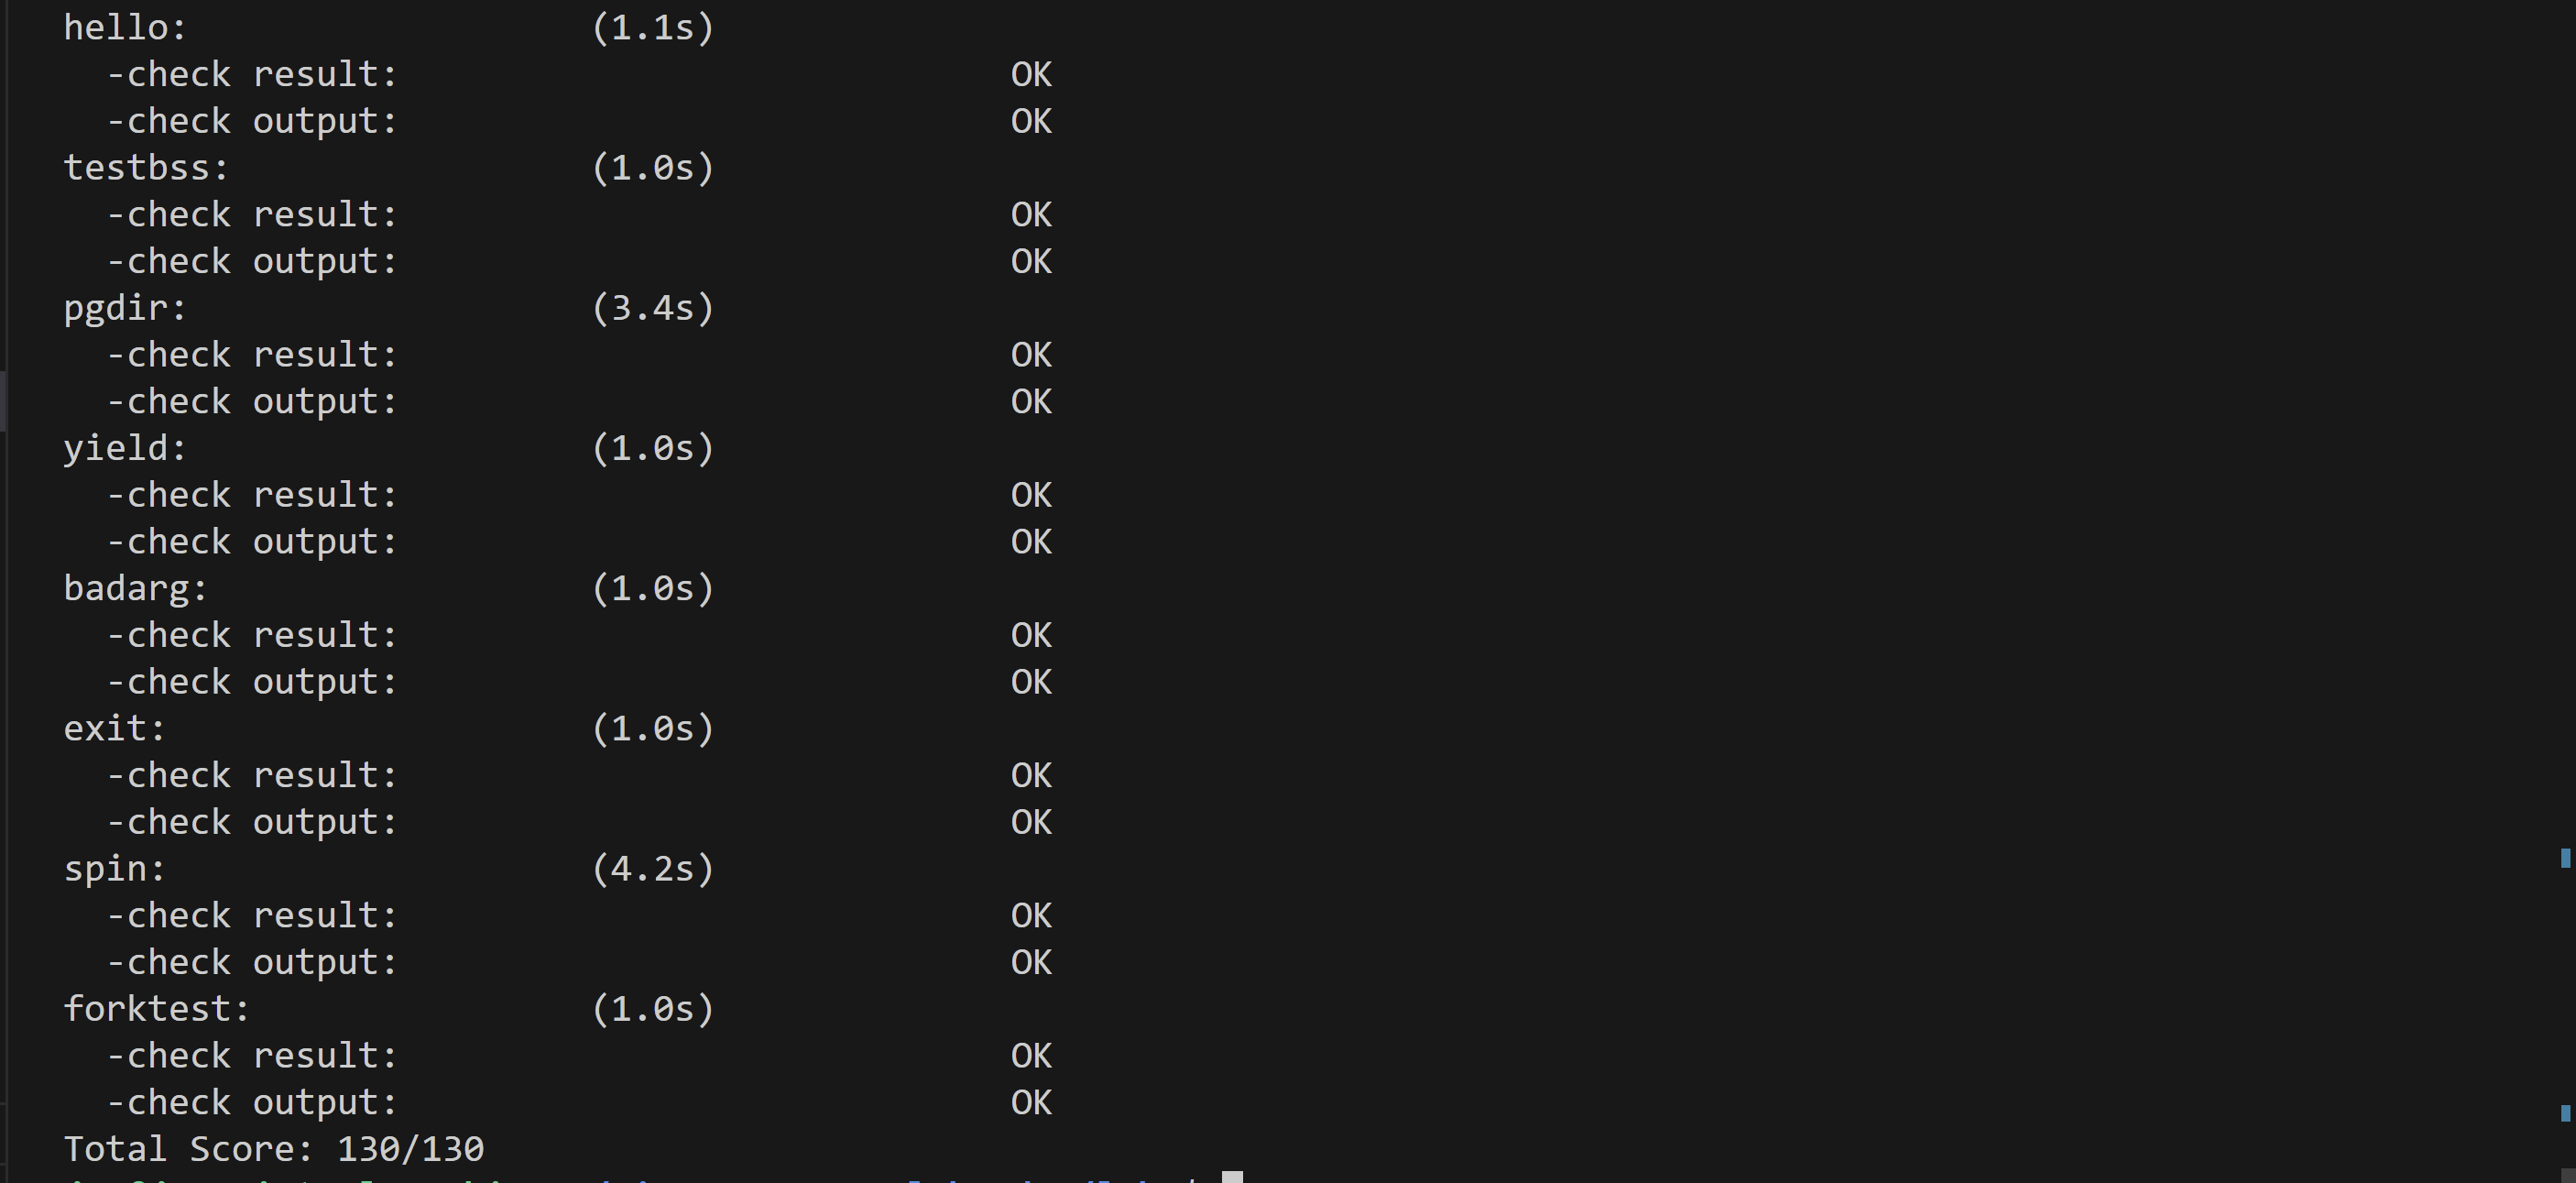 hello:                   (1.1s)
  -check result:                             OK
  -check output:                             OK
testbss:                 (1.0s)
  -check result:                             OK
  -check output:                             OK
pgdir:                   (3.4s)
  -check result:                             OK
  -check output:                             OK
yield:                   (1.0s)
  -check result:                             OK
  -check output:                             OK
badarg:                  (1.0s)
  -check result:                             OK
  -check output:                             OK
exit:                    (1.0s)
  -check result:                             OK
  -check output:                             OK
spin:                    (4.2s)
  -check result:                             OK
  -check output:                             OK
forktest:                (1.0s)
  -check result:                             OK
  -check output:                             OK
Total Score: 130/130